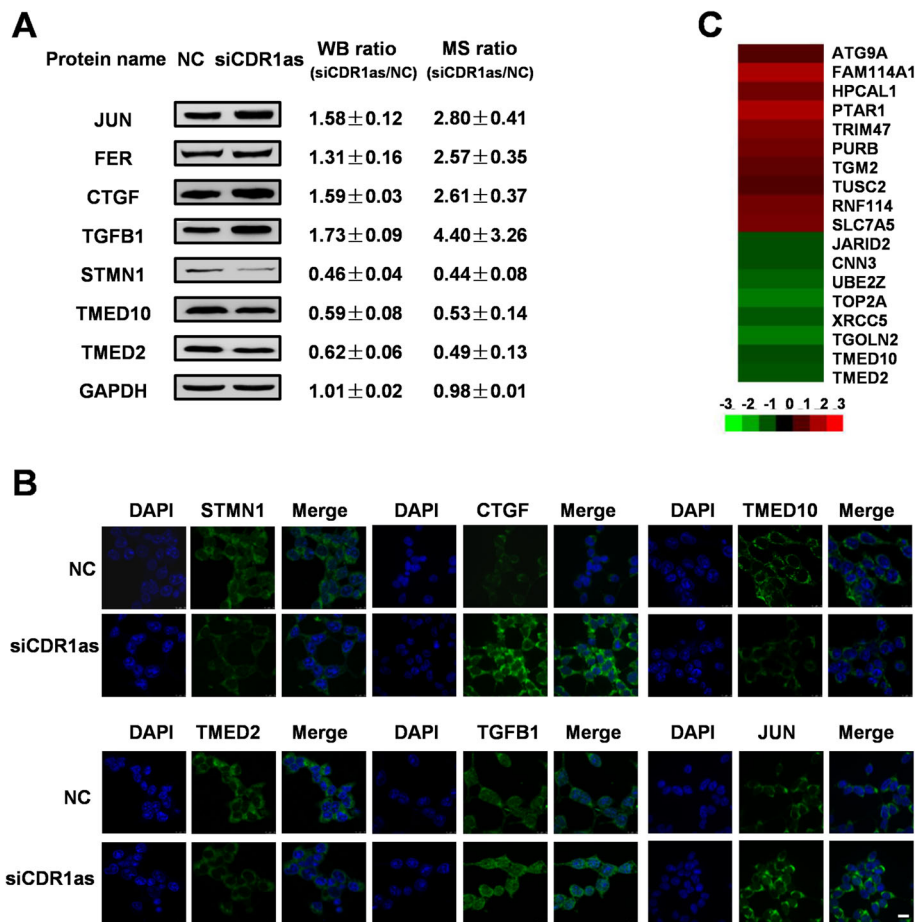 A
Protein name NC siCDR1as WB ratio (siCDR1as/NC) MS ratio (siCDR1as/NC)
JUN 1.58±0.12 2.80±0.41
FER 1.31±0.16 2.57±0.35
CTGF 1.59±0.03 2.61±0.37
TGFB1 1.73±0.09 4.40±3.26
STMN1 0.46±0.04 0.44±0.08
TMED10 0.59±0.08 0.53±0.14
TMED2 0.62±0.06 0.49±0.13
GAPDH 1.01±0.02 0.98±0.01
C
ATG9A
FAM114A1
HPCAL1
PTAR1
TRIM47
PURB
TGM2
TUSC2
RNF114
SLC7A5
JARID2
CNN3
UBE2Z
TOP2A
XRCC5
TGOLN2
TMED10
TMED2
-3 -2 -1 0 1 2 3
B
DAPI STMN1 Merge DAPI CTGF Merge DAPI TMED10 Merge
NC
siCDR1as
DAPI TMED2 Merge DAPI TGFB1 Merge DAPI JUN Merge
NC
siCDR1as